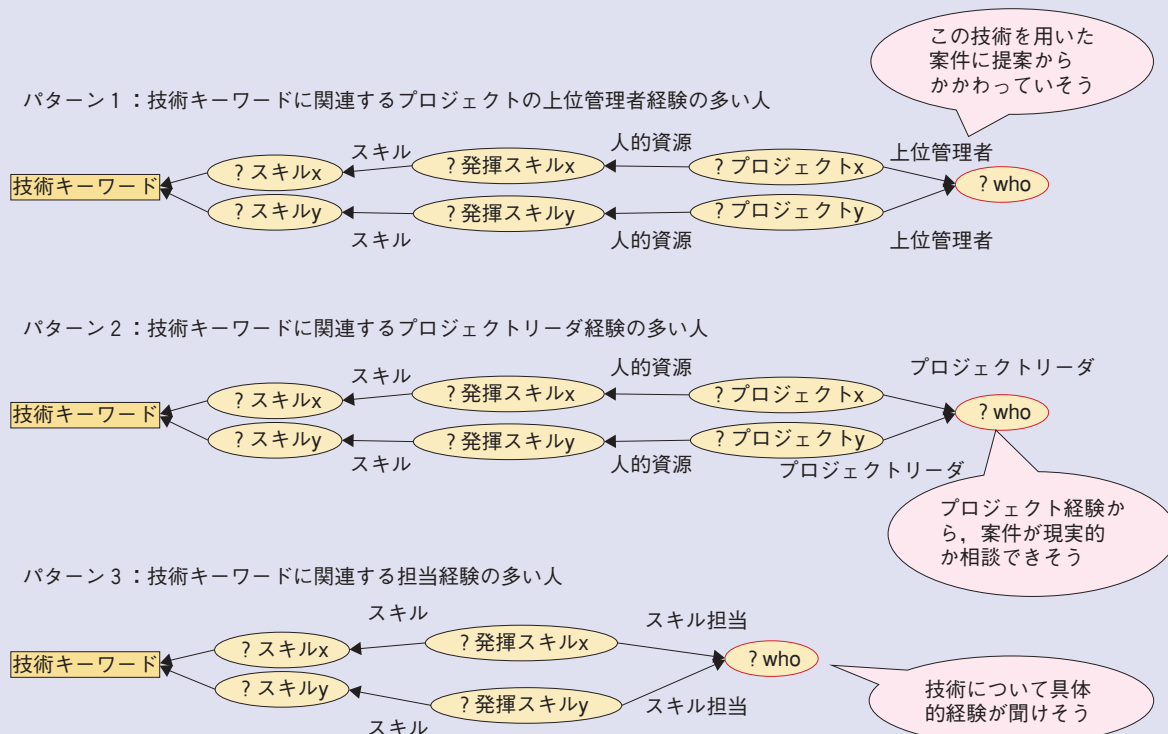 この技術を用いた
案件に提案から
かかわっていそう
パターン1：技術キーワードに関連するプロジェクトの上位管理者経験の多い人
スキル
人的資源
上位管理者
技術キーワード
?スキルx
?発揮スキルx
?プロジェクトx
?who
?スキルy
?発揮スキルy
?プロジェクトy
スキル
人的資源
上位管理者
パターン2：技術キーワードに関連するプロジェクトリーダ経験の多い人
スキル
人的資源
プロジェクトリーダ
技術キーワード
?スキルx
?発揮スキルx
?プロジェクトx
?who
?スキルy
?発揮スキルy
?プロジェクトy
スキル
人的資源
プロジェクトリーダ
プロジェクト経験か
ら，案件が現実的
か相談できそう
パターン3：技術キーワードに関連する担当経験の多い人
スキル
スキル担当
技術キーワード
?スキルx
?発揮スキルx
?who
?スキルy
?発揮スキルy
スキル
スキル担当
技術について具体
的経験が聞けそう